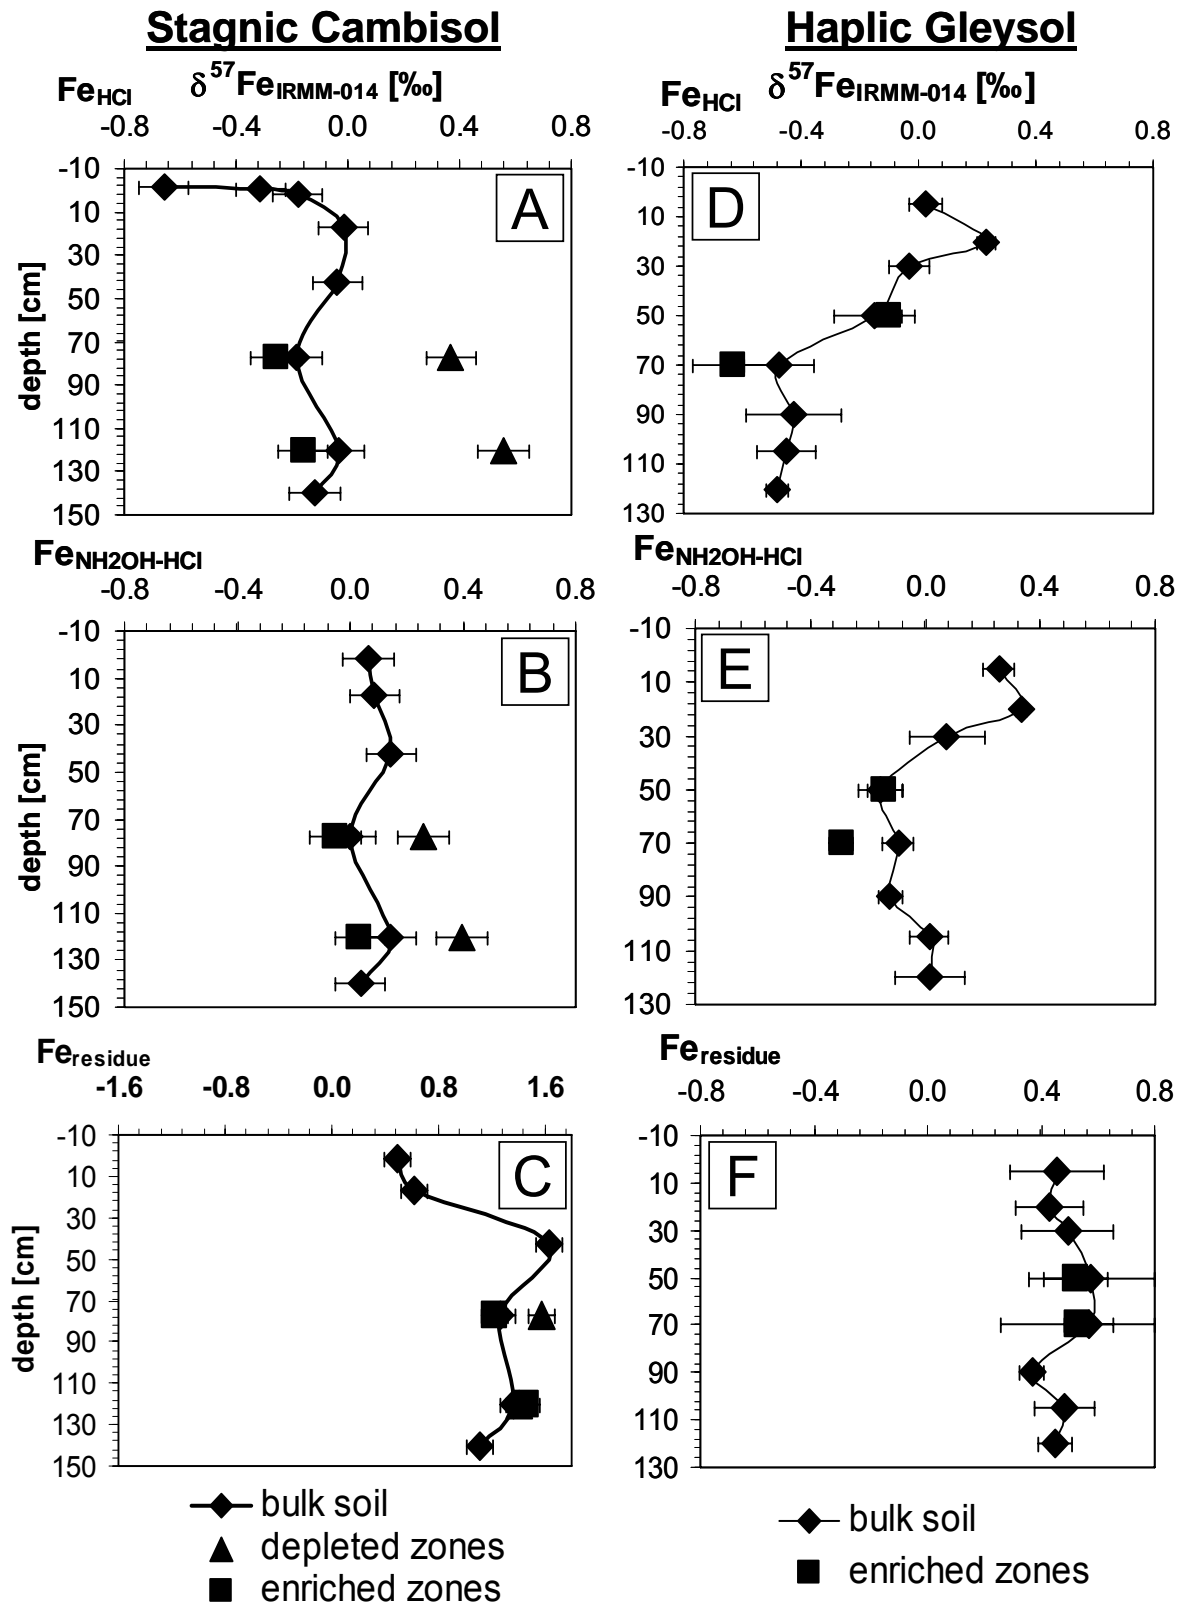 Stagnic Cambisol
Haplic Gleysol
Fe_HCl δ⁵⁷Fe_IRMM-014 [‰]
-0.8 -0.4 0.0 0.4 0.8
-10
10
30
50
70
90
110
130
150
depth [cm]
A
Fe_HCl δ⁵⁷Fe_IRMM-014 [‰]
-0.8 -0.4 0.0 0.4 0.8
-10
10
30
50
70
90
110
130
D
Fe_NH2OH-HCl
-0.8 -0.4 0.0 0.4 0.8
-10
10
30
50
70
90
110
130
150
depth [cm]
B
Fe_NH2OH-HCl
-0.8 -0.4 0.0 0.4 0.8
-10
10
30
50
70
90
110
130
E
Fe_residue
-1.6 -0.8 0.0 0.8 1.6
-10
10
30
50
70
90
110
130
150
depth [cm]
C
Fe_residue
-0.8 -0.4 0.0 0.4 0.8
-10
10
30
50
70
90
110
130
F
bulk soil
depleted zones
enriched zones
bulk soil
enriched zones